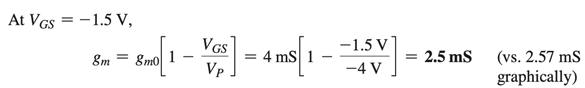 At V_GS = −1.5 V,
g_m = g_m0[1 − V_GS/V_P] = 4 mS[1 − −1.5 V/−4 V] = 2.5 mS (vs. 2.57 mS
graphically)